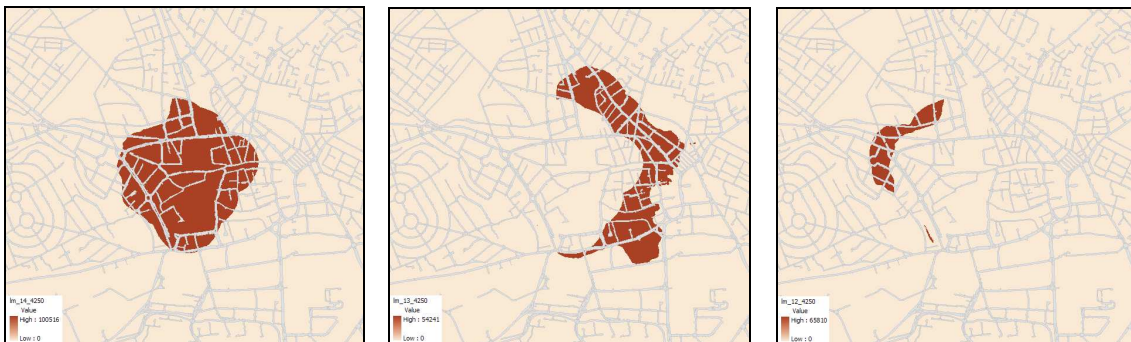 lm_14_4250
Value
High : 100516
Low : 0
lm_13_4250
Value
High : 54241
Low : 0
lm_12_4250
Value
High : 65810
Low : 0